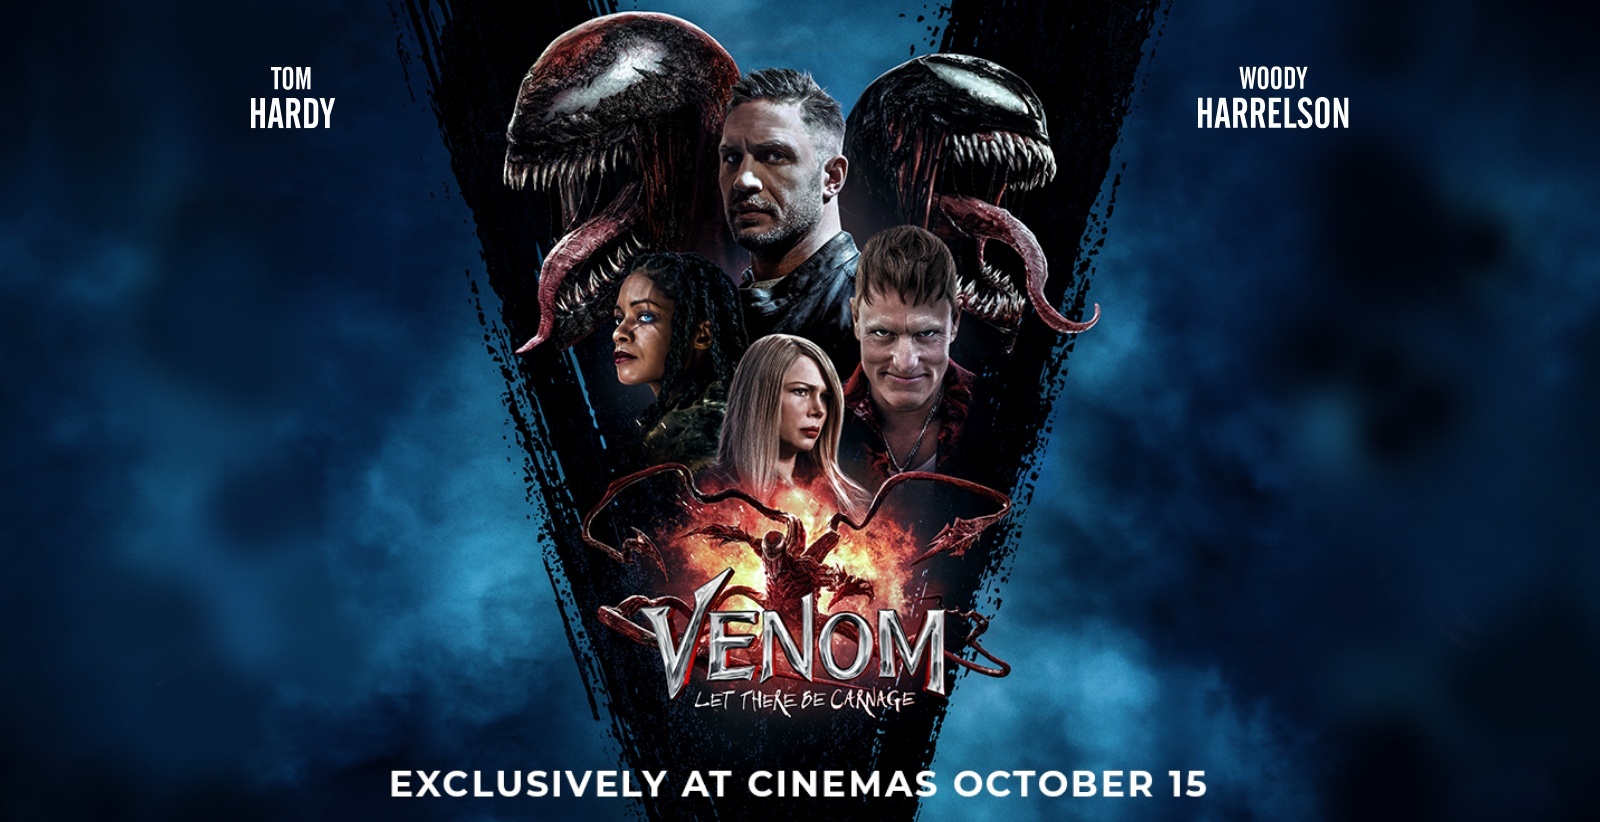 TOM
HARDY
WOODY
HARRELSON
VENOM
LET THERE BE CARNAGE
EXCLUSIVELY AT CINEMAS OCTOBER 15